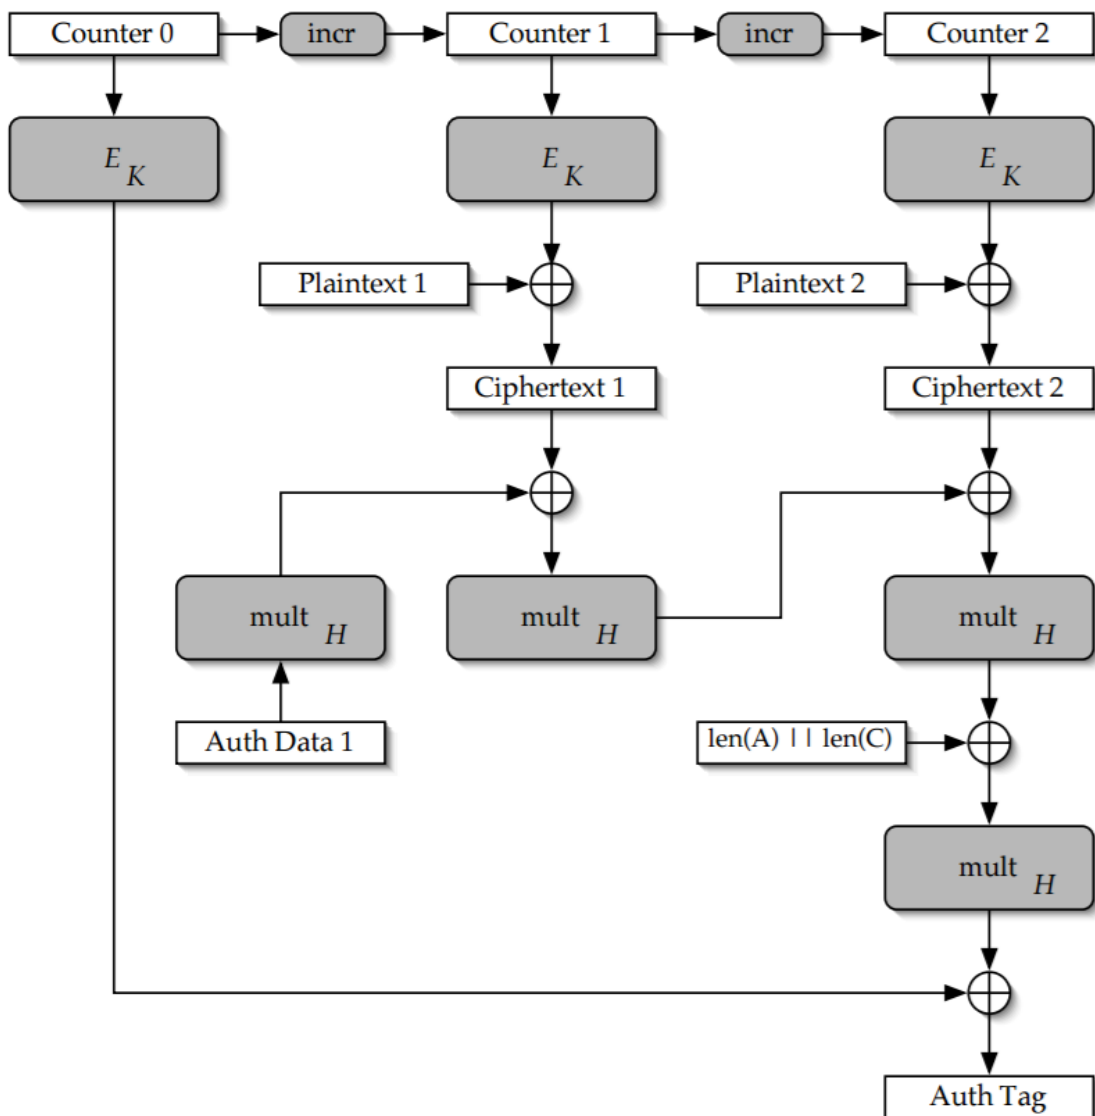 Counter 0
incr
Counter 1
incr
Counter 2
E K
E K
E K
Plaintext 1
Plaintext 2
Ciphertext 1
Ciphertext 2
mult H
mult H
mult H
Auth Data 1
len(A) || len(C)
mult H
Auth Tag